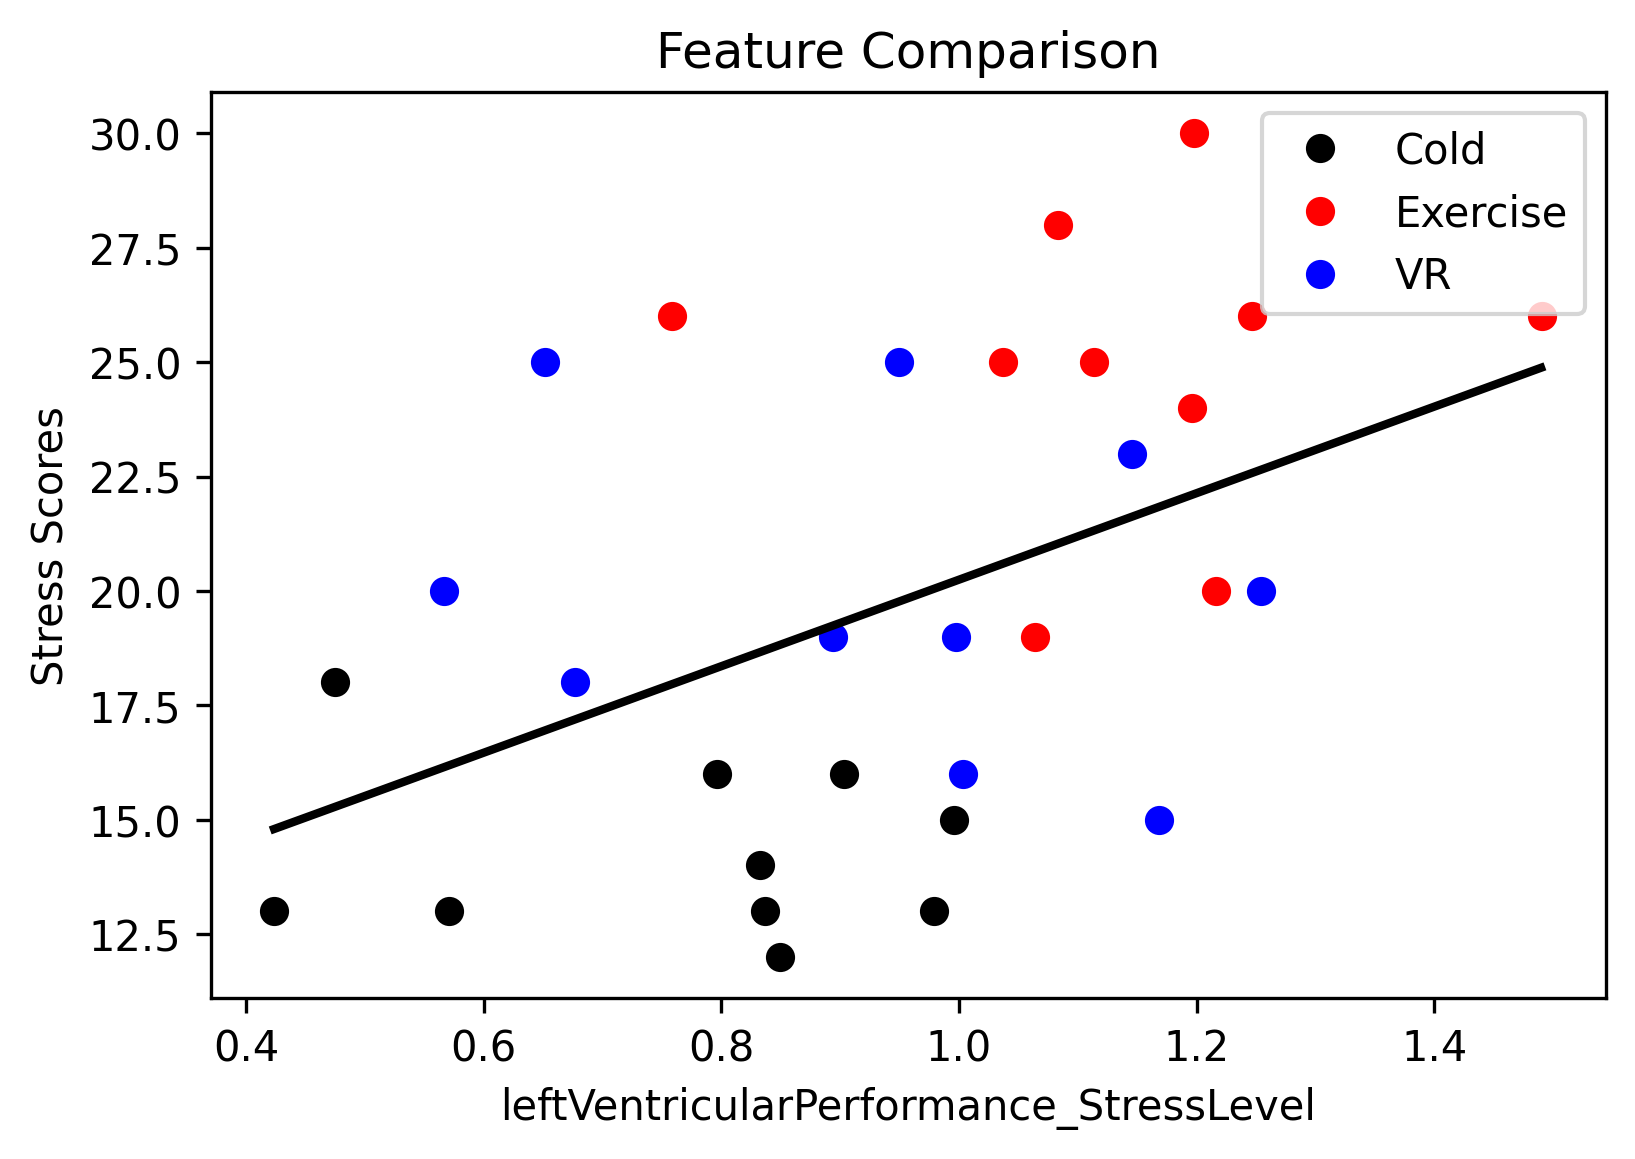 Feature Comparison
30.0
27.5
25.0
22.5
20.0
17.5
15.0
12.5
Stress Scores
Cold
Exercise
VR
0.4 0.6 0.8 1.0 1.2 1.4
leftVentricularPerformance_StressLevel